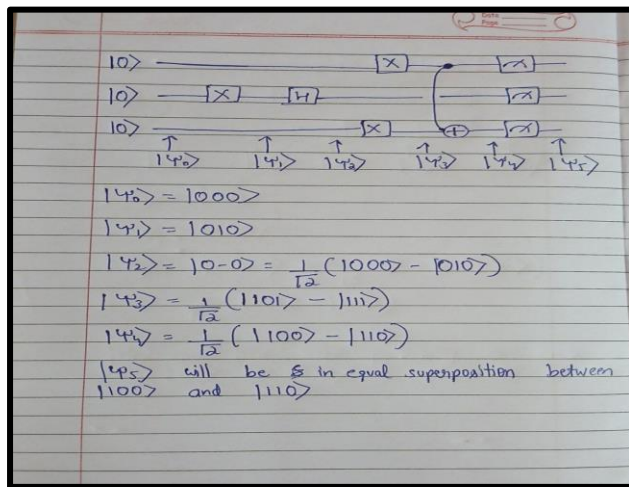 Date
Page
|0⟩ X
|0⟩ X H
|0⟩ X +
|ψ₀⟩ |ψ₁⟩ |ψ₂⟩ |ψ₃⟩ |ψ₄⟩ |ψ₅⟩
|ψ₀⟩ = |000⟩
|ψ₁⟩ = |010⟩
|ψ₂⟩ = |0-0⟩ = 1/√2 (|000⟩ - |010⟩)
|ψ₃⟩ = 1/√2 (|101⟩ - |111⟩)
|ψ₄⟩ = 1/√2 (|100⟩ - |110⟩)
|ψ₅⟩ will be in equal superposition between
|100⟩ and |110⟩